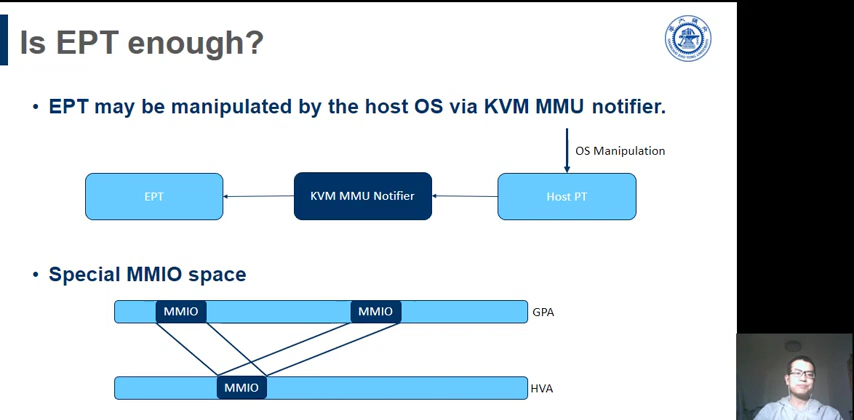 Is EPT enough?
• EPT may be manipulated by the host OS via KVM MMU notifier.
OS Manipulation
EPT
KVM MMU Notifier
Host PT
• Special MMIO space
MMIO
MMIO
GPA
MMIO
HVA